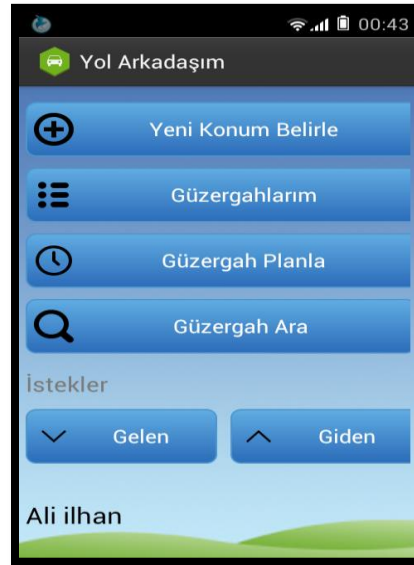 00:43
Yol Arkadaşım
Yeni Konum Belirle
Güzergahlarım
Güzergah Planla
Güzergah Ara
İstekler
Gelen
Giden
Ali ilhan